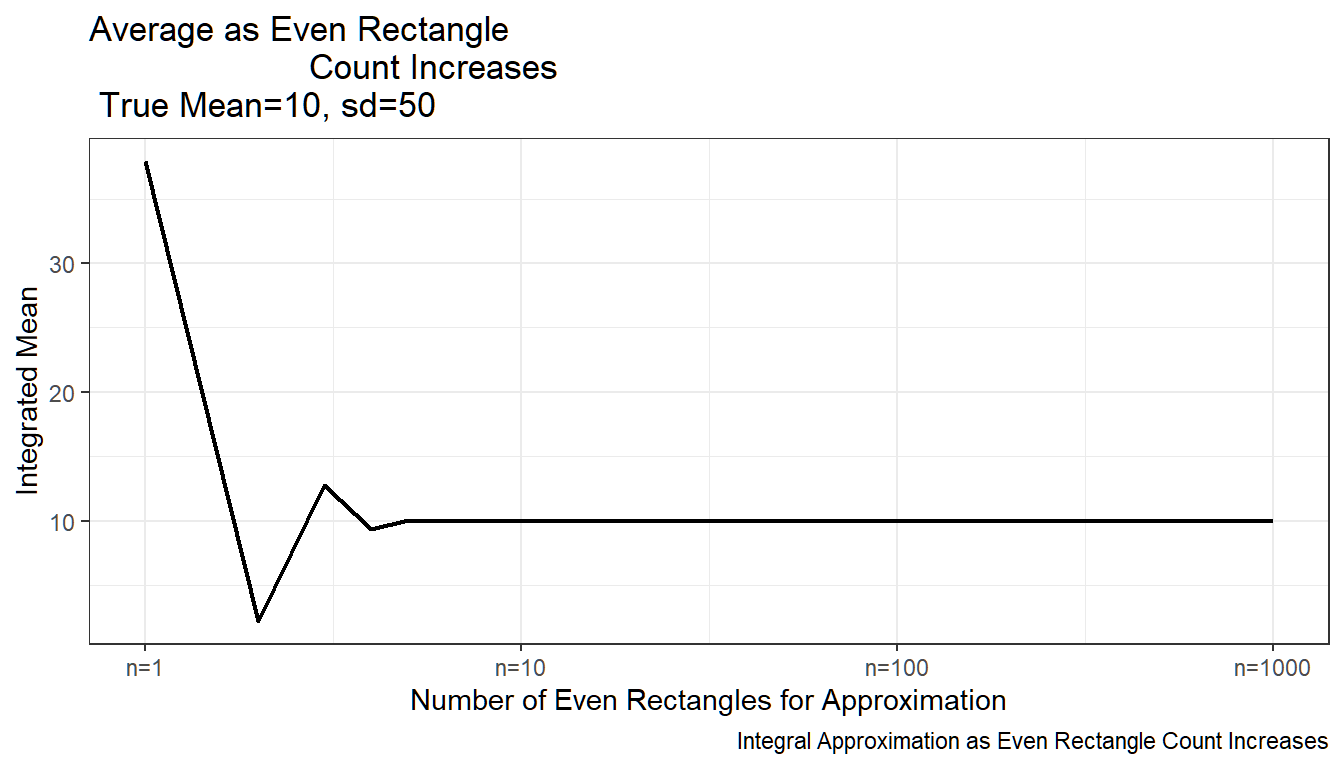 Average as Even Rectangle
Count Increases
True Mean=10, sd=50
Integrated Mean
30
20
10
n=1
n=10
n=100
n=1000
Number of Even Rectangles for Approximation
Integral Approximation as Even Rectangle Count Increases